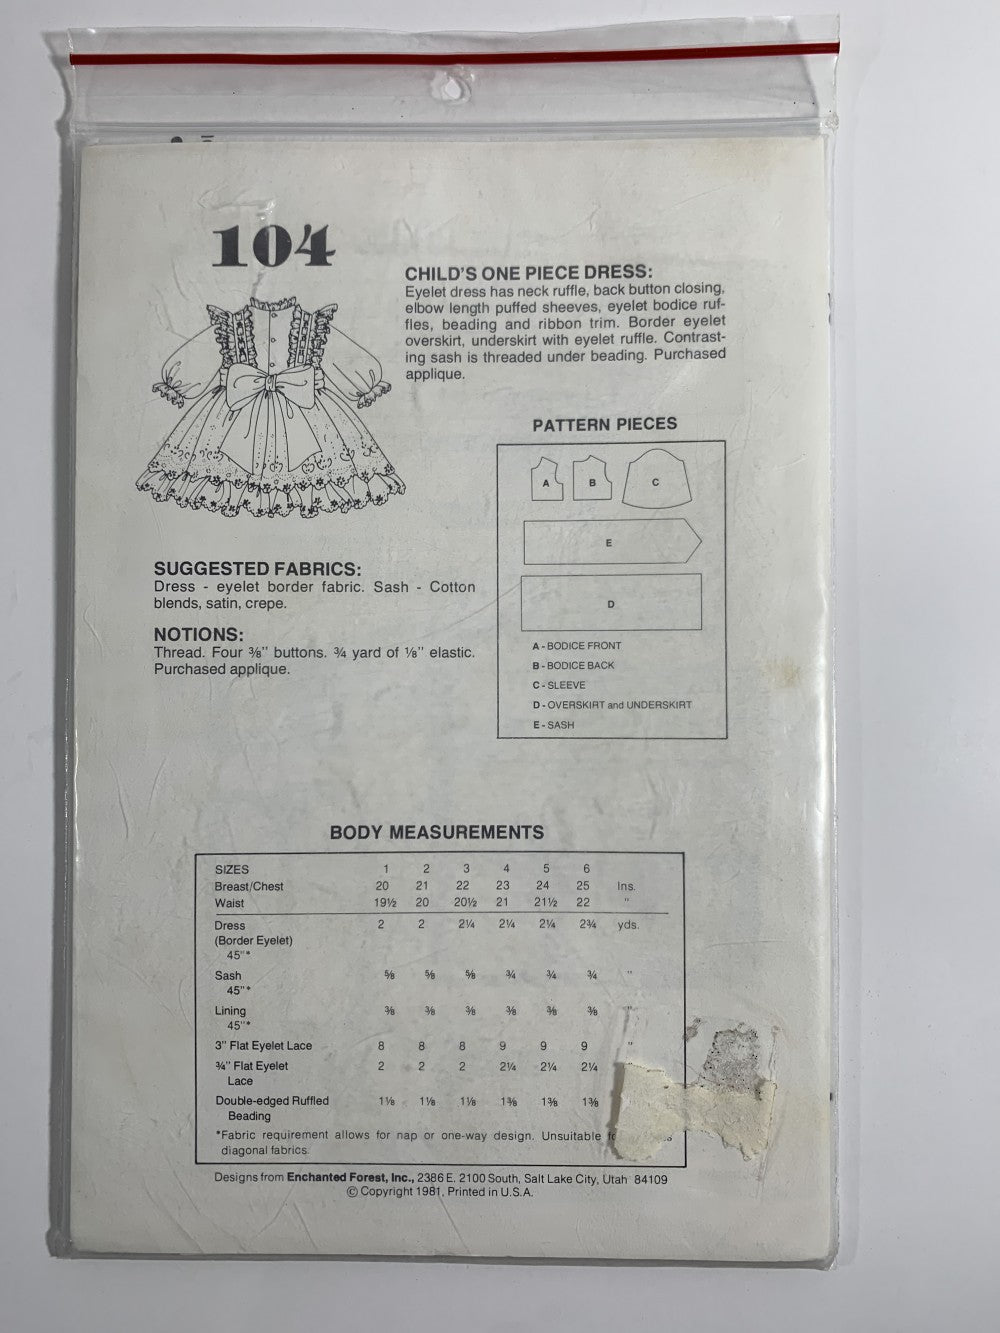 104
CHILD'S ONE PIECE DRESS:
Eyelet dress has neck ruffle, back button closing,
elbow length puffed sheeves, eyelet bodice ruf-
fles, beading and ribbon trim. Border eyelet
overskirt, underskirt with eyelet ruffle. Contrast-
ing sash is threaded under beading. Purchased
applique.
PATTERN PIECES
A B C
E
D
A - BODICE FRONT
B - BODICE BACK
C - SLEEVE
D - OVERSKIRT and UNDERSKIRT
E - SASH
SUGGESTED FABRICS:
Dress - eyelet border fabric. Sash - Cotton
blends, satin, crepe.
NOTIONS:
Thread. Four ⅜" buttons. ¾ yard of ⅛" elastic.
Purchased applique.
BODY MEASUREMENTS
SIZES 1 2 3 4 5 6
Breast/Chest 20 21 22 23 24 25 Ins.
Waist 19½ 20 20½ 21 21½ 22 "
Dress 2 2 2¼ 2¼ 2¼ 2¾ yds.
(Border Eyelet)
45"*
Sash ⅝ ⅝ ⅝ ¾ ¾ ¾ "
45"*
Lining ⅜ ⅜ ⅜ ⅜ ⅜ ⅜ "
45"*
3" Flat Eyelet Lace 8 8 8 9 9 9 "
¾" Flat Eyelet 2 2 2 2¼ 2¼ 2¼
Lace
Double-edged Ruffled 1⅛ 1⅛ 1⅛ 1⅜ 1⅜ 1⅜
Beading
*Fabric requirement allows for nap or one-way design. Unsuitable
diagonal fabrics.
Designs from Enchanted Forest, Inc., 2386 E. 2100 South, Salt Lake City, Utah 84109
© Copyright 1981, Printed in U.S.A.